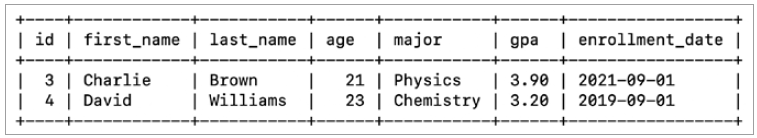 +----+------------+-----------+------+-----------+------+-----------------+
| id | first_name | last_name | age  | major     | gpa  | enrollment_date |
+----+------------+-----------+------+-----------+------+-----------------+
|  3 | Charlie    | Brown     |   21 | Physics   | 3.90 | 2021-09-01      |
|  4 | David      | Williams  |   23 | Chemistry | 3.20 | 2019-09-01      |
+----+------------+-----------+------+-----------+------+-----------------+